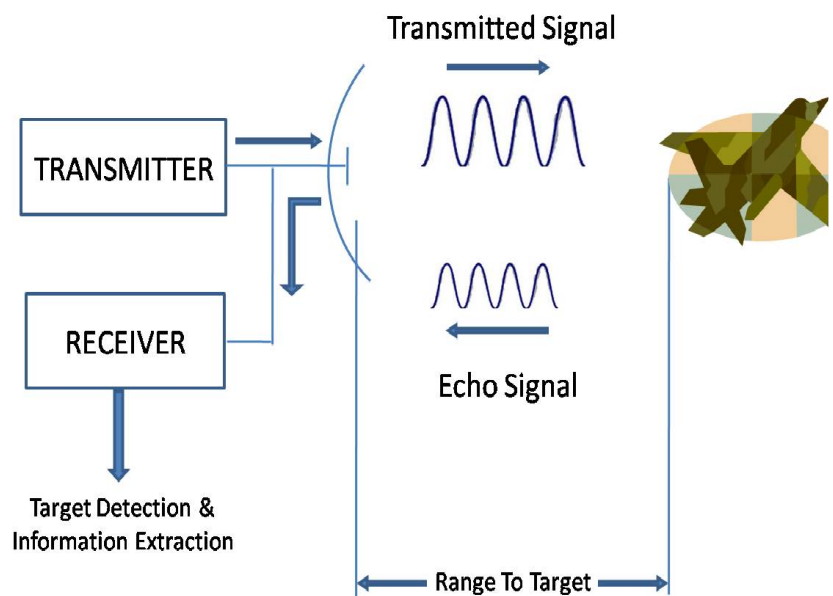 Transmitted Signal
TRANSMITTER
RECEIVER
Echo Signal
Target Detection &
Information Extraction
Range To Target